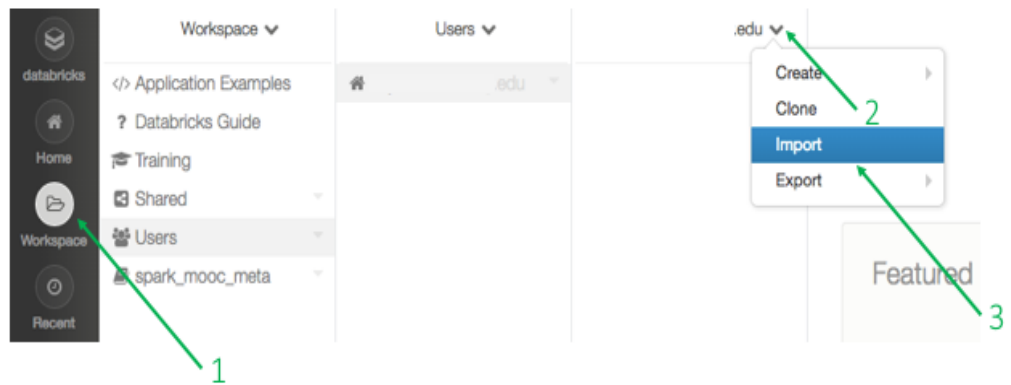 Workspace
Users
.edu
databricks
Application Examples
.edu
Create
? Databricks Guide
Clone
2
Home
Training
Import
Shared
Export
Workspace
Users
spark_mooc_meta
Featured
Recent
3
1